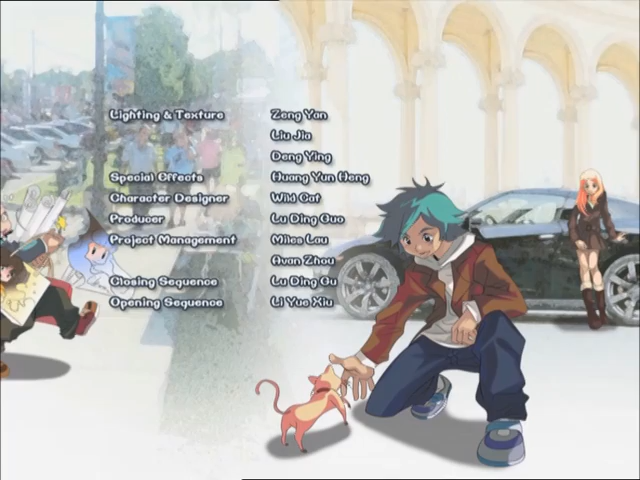 Lighting & Texture Zeng Yan
Liu Jia
Deng Ying
Special Effects Huang Yun Heng
Character Designer Wild Cat
Producer Lu Ding Guo
Project Management Miles Lau
Avan Zhou
Closing Sequence Lu Ding Gu
Opening Sequence Li Yue Xiu